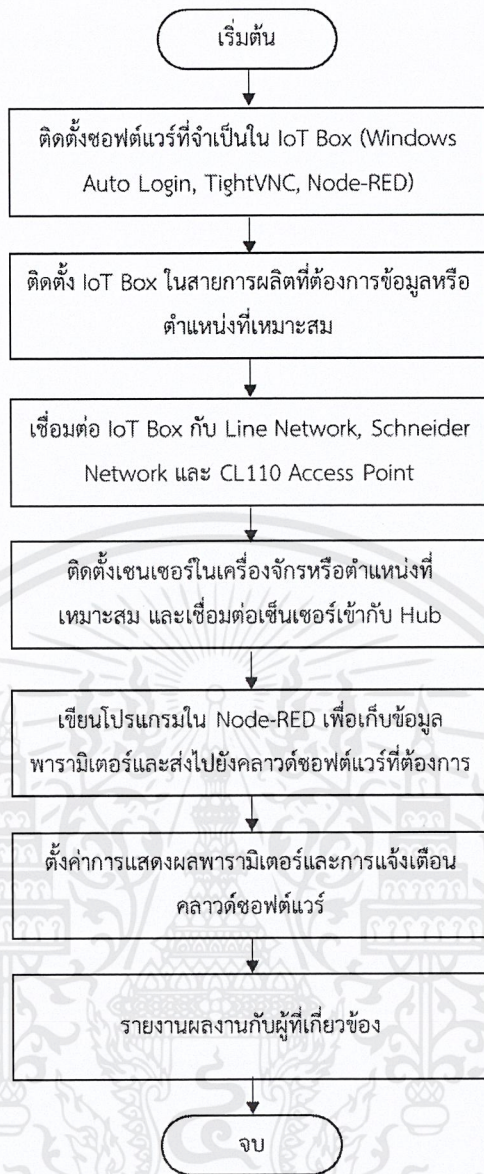 เริ่มต้น
ติดตั้งซอฟต์แวร์ที่จำเป็นใน IoT Box (Windows
Auto Login, TightVNC, Node-RED)
ติดตั้ง IoT Box ในสายการผลิตที่ต้องการข้อมูลหรือ
ตำแหน่งที่เหมาะสม
เชื่อมต่อ IoT Box กับ Line Network, Schneider
Network และ CL110 Access Point
ติดตั้งเซนเซอร์ในเครื่องจักรหรือตำแหน่งที่
เหมาะสม และเชื่อมต่อเซ็นเซอร์เข้ากับ Hub
เขียนโปรแกรมใน Node-RED เพื่อเก็บข้อมูล
พารามิเตอร์และส่งไปยังคลาวด์ซอฟต์แวร์ที่ต้องการ
ตั้งค่าการแสดงผลพารามิเตอร์และการแจ้งเตือน
คลาวด์ซอฟต์แวร์
รายงานผลงานกับผู้ที่เกี่ยวข้อง
จบ